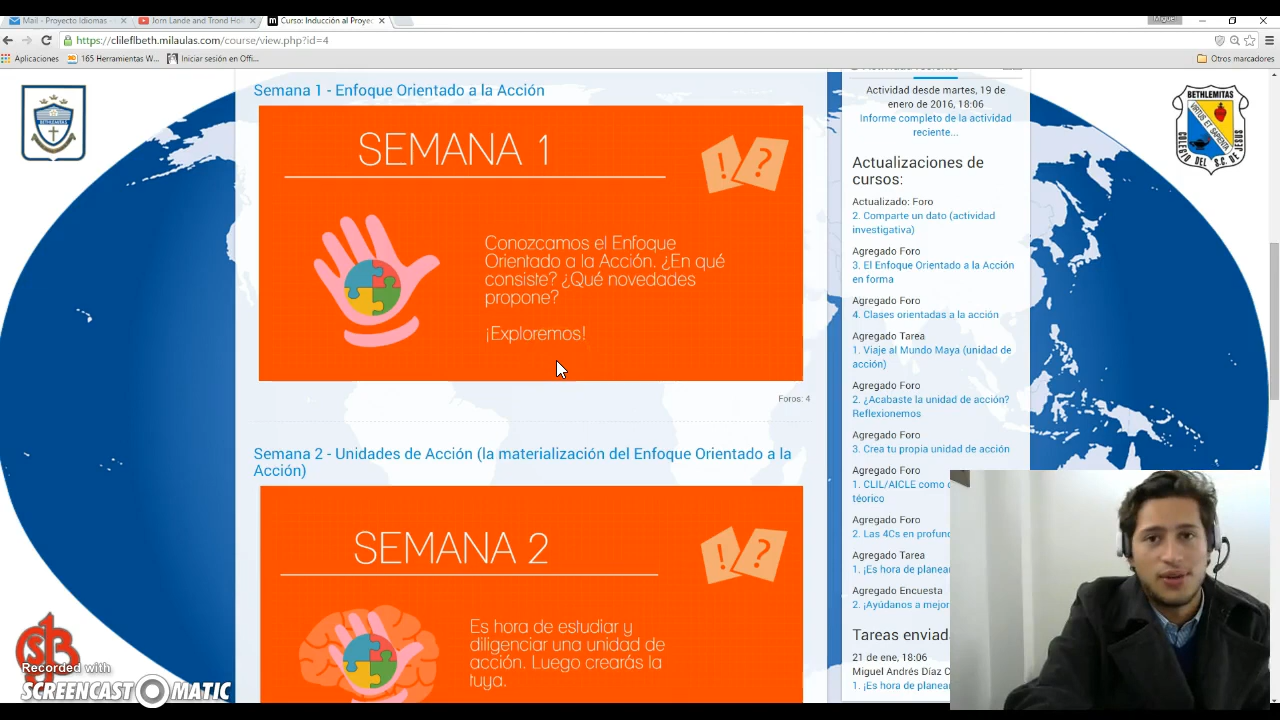 Mail - Proyecto Idiomas -
Jorn Lande and Trond Hol
Curso: Inducción al Proye
Miguel
https://clileflbeth.milaulas.com/course/view.php?id=4
Aplicaciones
165 Herramientas W...
Iniciar sesión en Offi...
Otros marcadores
Semana 1 - Enfoque Orientado a la Acción
SEMANA 1
! ?
Conozcamos el Enfoque
Orientado a la Acción. ¿En qué
consiste? ¿Qué novedades
propone?
¡Exploremos!
Foros: 4
Semana 2 - Unidades de Acción (la materialización del Enfoque Orientado a la
Acción)
SEMANA 2
! ?
Es hora de estudiar y
diligenciar una unidad de
acción. Luego crearás la
tuya.
Actividad desde martes, 19 de
enero de 2016, 18:06
Informe completo de la actividad
reciente...
Actualizaciones de
cursos:
Actualizado: Foro
2. Comparte un dato (actividad
investigativa)
Agregado Foro
3. El Enfoque Orientado a la Acción
en forma
Agregado Foro
4. Clases orientadas a la acción
Agregado Tarea
1. Viaje al Mundo Maya (unidad de
acción)
Agregado Foro
2. ¿Acabaste la unidad de acción?
Reflexionemos
Agregado Foro
3. Crea tu propia unidad de acción
Agregado Foro
1. CLIL/AICLE como
téorico
Agregado Foro
2. Las 4Cs en profun
Agregado Tarea
1. ¡Es hora de planea
Agregado Encuesta
2. ¡Ayúdanos a mejor
Tareas envia
21 de ene, 18:06
Miguel Andrés Díaz C
1. ¡Es hora de planea
BETHLEMITAS
COLEGIO DEL S.C. DE JESUS
Recorded with
SCREENCAST-O-MATIC